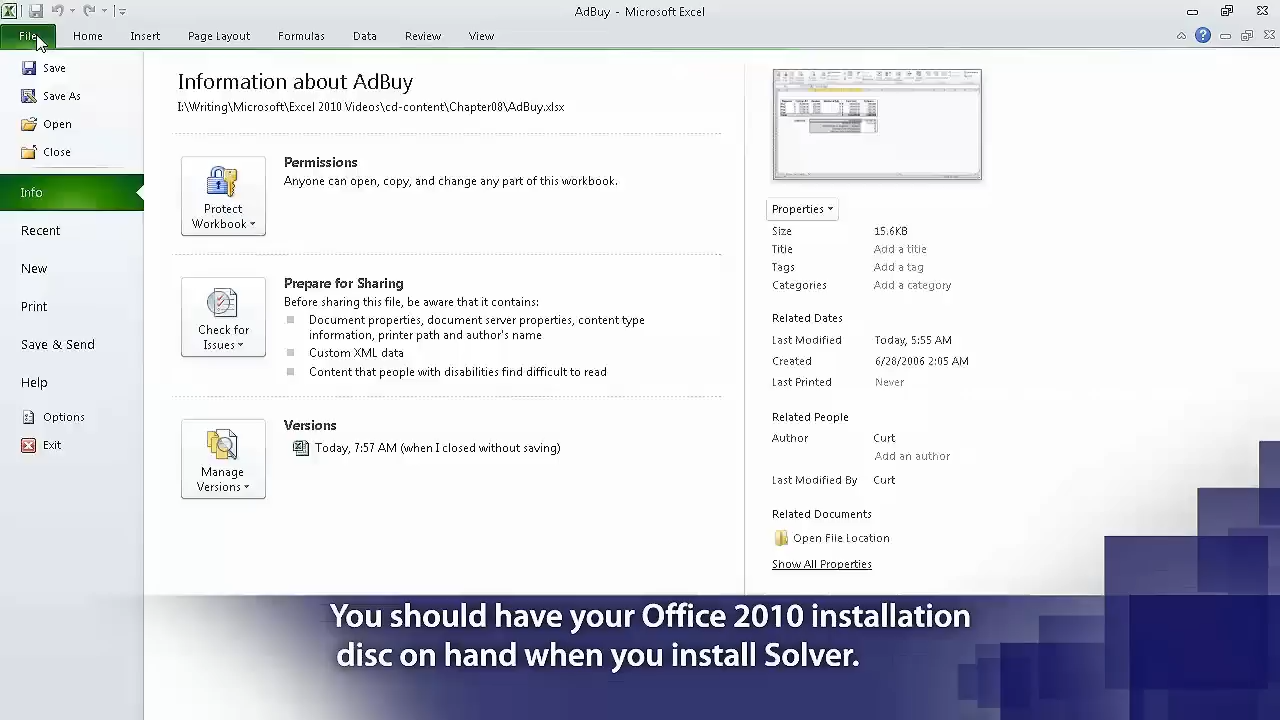 AdBuy - Microsoft Excel
File Home Insert Page Layout Formulas Data Review View
Save
Save As
Open
Close
Info
Recent
New
Print
Save & Send
Help
Options
Exit
Information about AdBuy
I:\Writing\Microsoft\Excel 2010 Videos\cd-content\Chapter08\AdBuy.xlsx
Protect
Workbook
Permissions
Anyone can open, copy, and change any part of this workbook.
Check for
Issues
Prepare for Sharing
Before sharing this file, be aware that it contains:
Document properties, document server properties, content type
information, printer path and author's name
Custom XML data
Content that people with disabilities find difficult to read
Manage
Versions
Versions
Today, 7:57 AM (when I closed without saving)
Properties
Size 15.6KB
Title Add a title
Tags Add a tag
Categories Add a category
Related Dates
Last Modified Today, 5:55 AM
Created 6/28/2006 2:05 AM
Last Printed Never
Related People
Author Curt
Add an author
Last Modified By Curt
Related Documents
Open File Location
Show All Properties
You should have your Office 2010 installation
disc on hand when you install Solver.